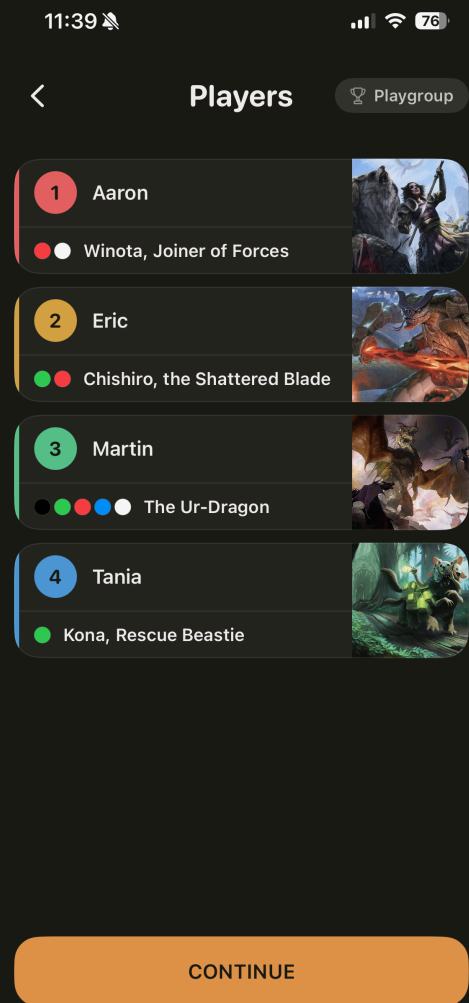 11:39
76
Players
Playgroup
1
Aaron
Winota, Joiner of Forces
2
Eric
Chishiro, the Shattered Blade
3
Martin
The Ur-Dragon
4
Tania
Kona, Rescue Beastie
CONTINUE